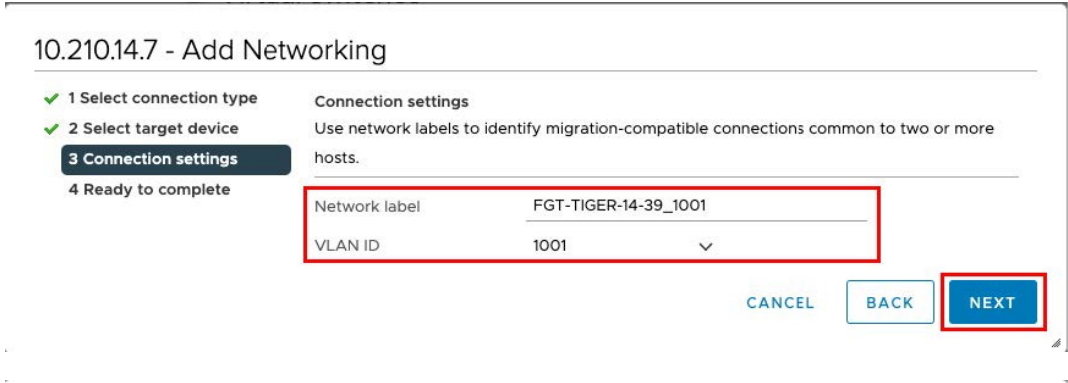 10.210.14.7 - Add Networking
1 Select connection type
2 Select target device
3 Connection settings
4 Ready to complete
Connection settings
Use network labels to identify migration-compatible connections common to two or more
hosts.
Network label FGT-TIGER-14-39_1001
VLAN ID 1001
CANCEL BACK NEXT